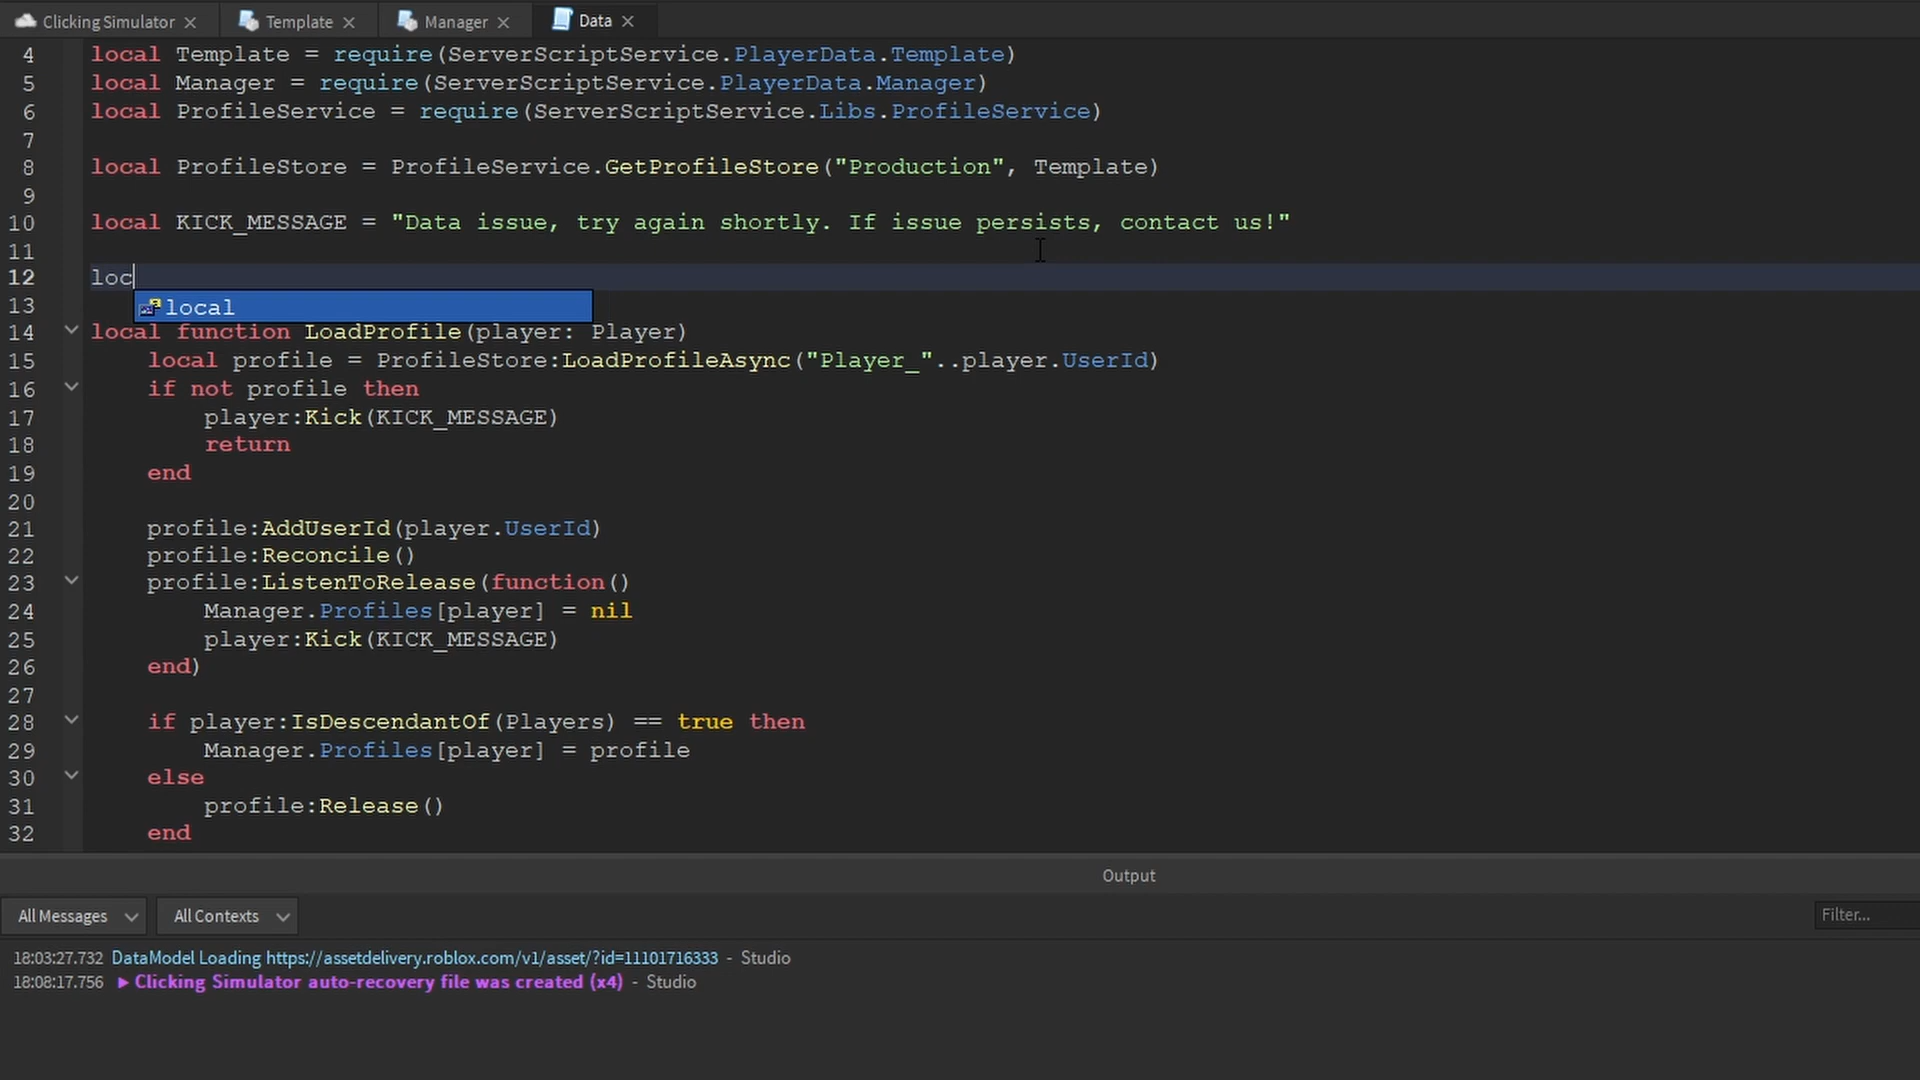 Clicking Simulator × Template × Manager × Data ×
4 local Template = require(ServerScriptService.PlayerData.Template)
5 local Manager = require(ServerScriptService.PlayerData.Manager)
6 local ProfileService = require(ServerScriptService.Libs.ProfileService)
7
8 local ProfileStore = ProfileService.GetProfileStore("Production", Template)
9
10 local KICK_MESSAGE = "Data issue, try again shortly. If issue persists, contact us!"
11
12 loc
13 local
14 local function LoadProfile(player: Player)
15 local profile = ProfileStore:LoadProfileAsync("Player_"..player.UserId)
16 if not profile then
17 player:Kick(KICK_MESSAGE)
18 return
19 end
20
21 profile:AddUserId(player.UserId)
22 profile:Reconcile()
23 profile:ListenToRelease(function()
24 Manager.Profiles[player] = nil
25 player:Kick(KICK_MESSAGE)
26 end)
27
28 if player:IsDescendantOf(Players) == true then
29 Manager.Profiles[player] = profile
30 else
31 profile:Release()
32 end
Output
All Messages All Contexts Filter...
18:03:27.732 DataModel Loading https://assetdelivery.roblox.com/v1/asset/?id=11101716333 - Studio
18:08:17.756 ▶ Clicking Simulator auto-recovery file was created (x4) - Studio